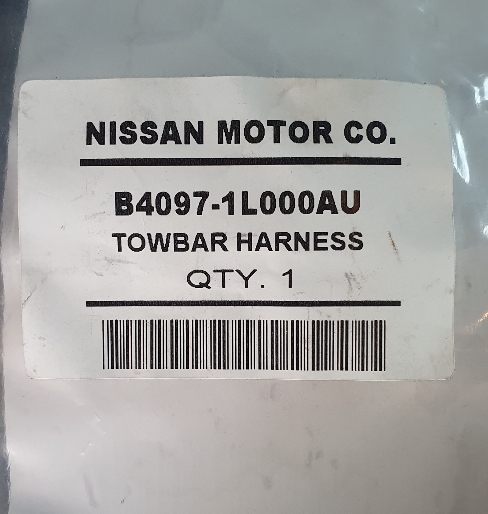 NISSAN MOTOR CO.
B4097-1L000AU
TOWBAR HARNESS
QTY. 1